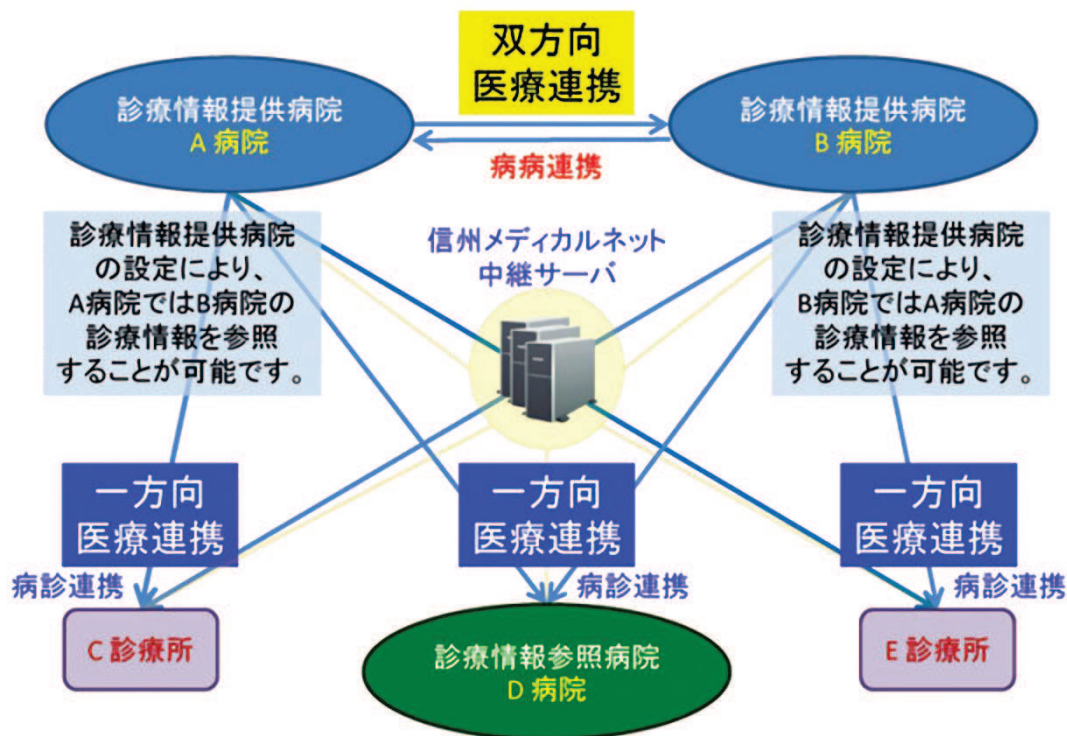 双方向
医療連携
診療情報提供病院
A 病院
診療情報提供病院
B 病院
病病連携
診療情報提供病院
の設定により、
A病院ではB病院の
診療情報を参照
することが可能です。
信州メディカルネット
中継サーバ
診療情報提供病院
の設定により、
B病院ではA病院の
診療情報を参照
することが可能です。
一方向
医療連携
一方向
医療連携
一方向
医療連携
病診連携
病診連携
病診連携
C 診療所
診療情報参照病院
D 病院
E 診療所